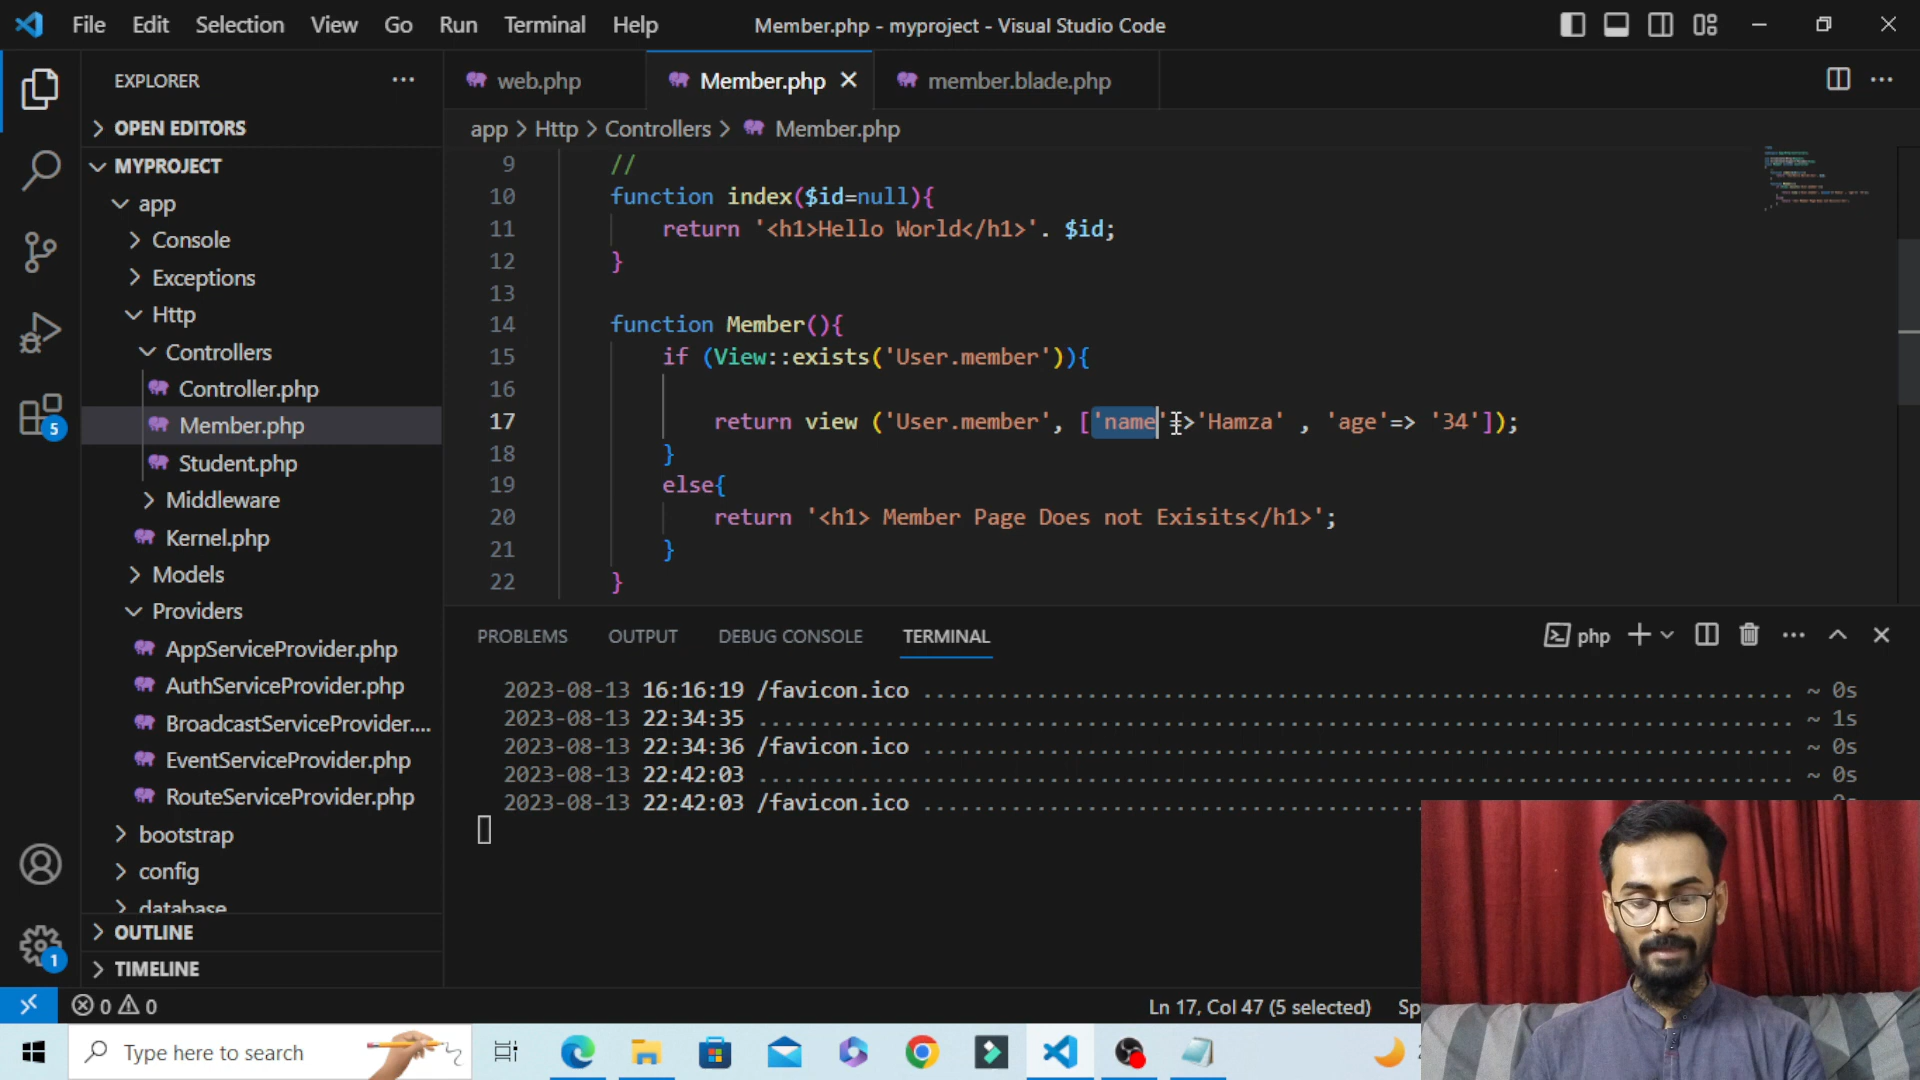 File Edit Selection View Go Run Terminal Help Member.php - myproject - Visual Studio Code
EXPLORER
OPEN EDITORS
MYPROJECT
app
Console
Exceptions
Http
Controllers
Controller.php
Member.php
Student.php
Middleware
Kernel.php
Models
Providers
AppServiceProvider.php
AuthServiceProvider.php
BroadcastServiceProvider....
EventServiceProvider.php
RouteServiceProvider.php
bootstrap
config
database
OUTLINE
TIMELINE
5
1
web.php Member.php member.blade.php
app > Http > Controllers > Member.php
9 //
10 function index($id=null){
11 return '<h1>Hello World</h1>'. $id;
12 }
13
14 function Member(){
15 if (View::exists('User.member')){
16
17 return view ('User.member', ['name'=>'Hamza' , 'age'=> '34']);
18 }
19 else{
20 return '<h1> Member Page Does not Exisits</h1>';
21 }
22 }
PROBLEMS OUTPUT DEBUG CONSOLE TERMINAL php
2023-08-13 16:16:19 /favicon.ico ~ 0s
2023-08-13 22:34:35 ~ 1s
2023-08-13 22:34:36 /favicon.ico ~ 0s
2023-08-13 22:42:03 ~ 0s
2023-08-13 22:42:03 /favicon.ico
0 0 Ln 17, Col 47 (5 selected)
Type here to search